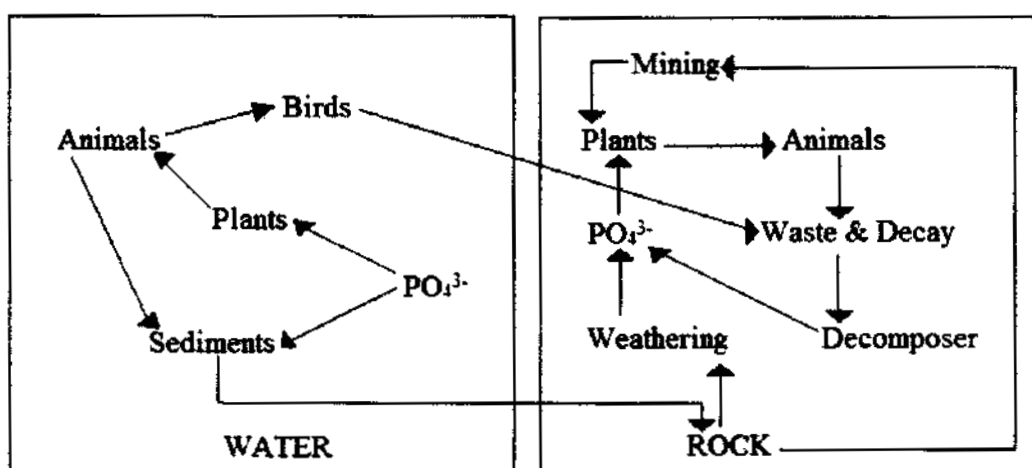 Birds
Animals
Plants
PO₄³⁻
Sediments
WATER
Mining
Plants
Animals
PO₄³⁻
Waste & Decay
Weathering
Decomposer
ROCK